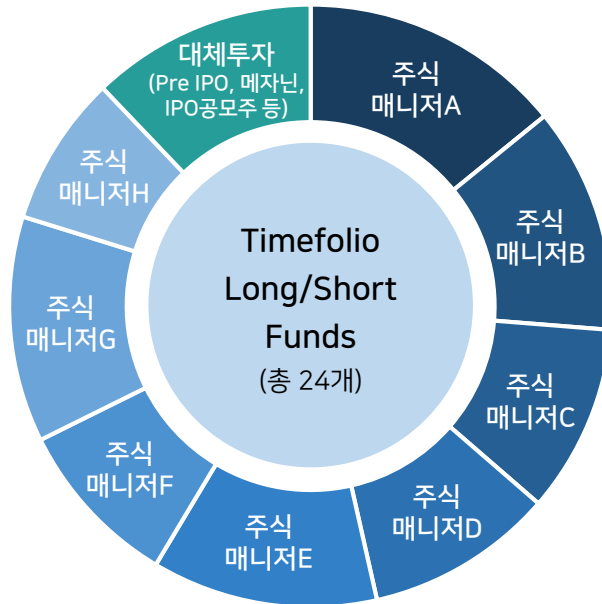 대체투자
(Pre IPO, 메자닌,
IPO공모주 등)
주식
매니저A
주식
매니저B
주식
매니저C
주식
매니저D
주식
매니저E
주식
매니저F
주식
매니저G
주식
매니저H
Timefolio
Long/Short
Funds
(총 24개)